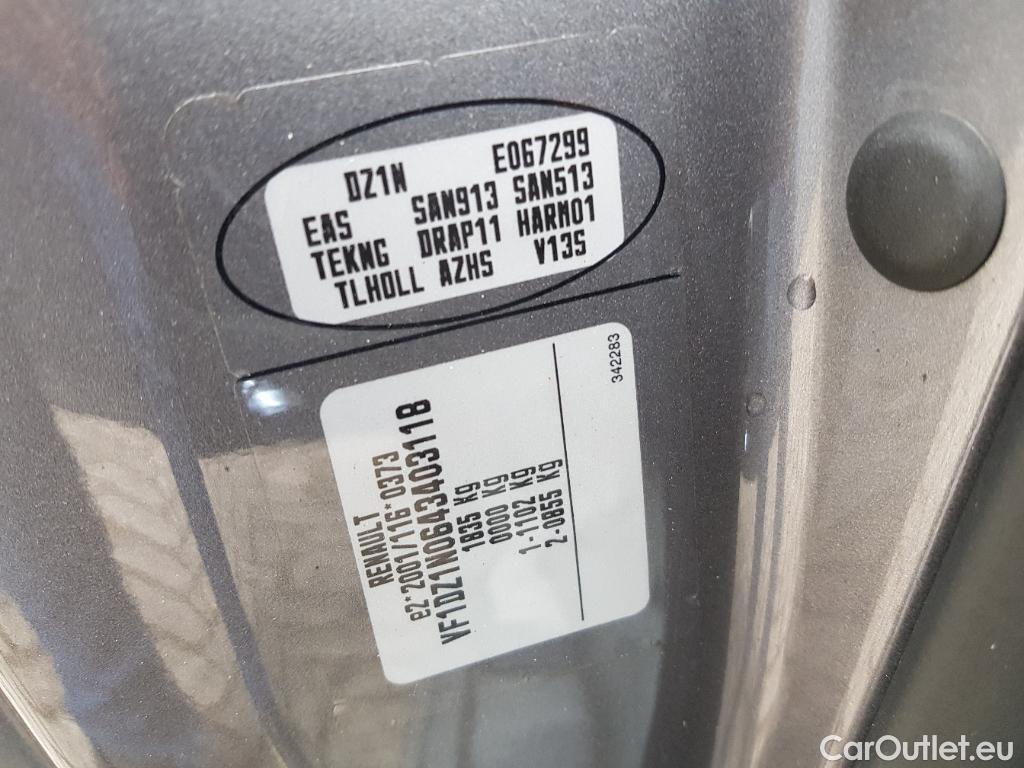 DZ1N E067299
EAS SAN913 SAN513
TEKNG DRAP11 HARM01
TLHOLL AZHS V13S
RENAULT
e2*2001/116*0373
VF1DZ1N0643403118
1835 Kg
0000 Kg
1-1102 Kg
2-0855 Kg
342283
CarOutlet.eu